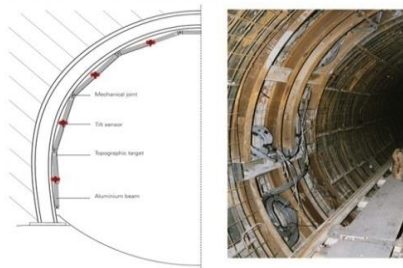 Mechanical joint
Tilt sensor
Topographic target
Aluminium beam